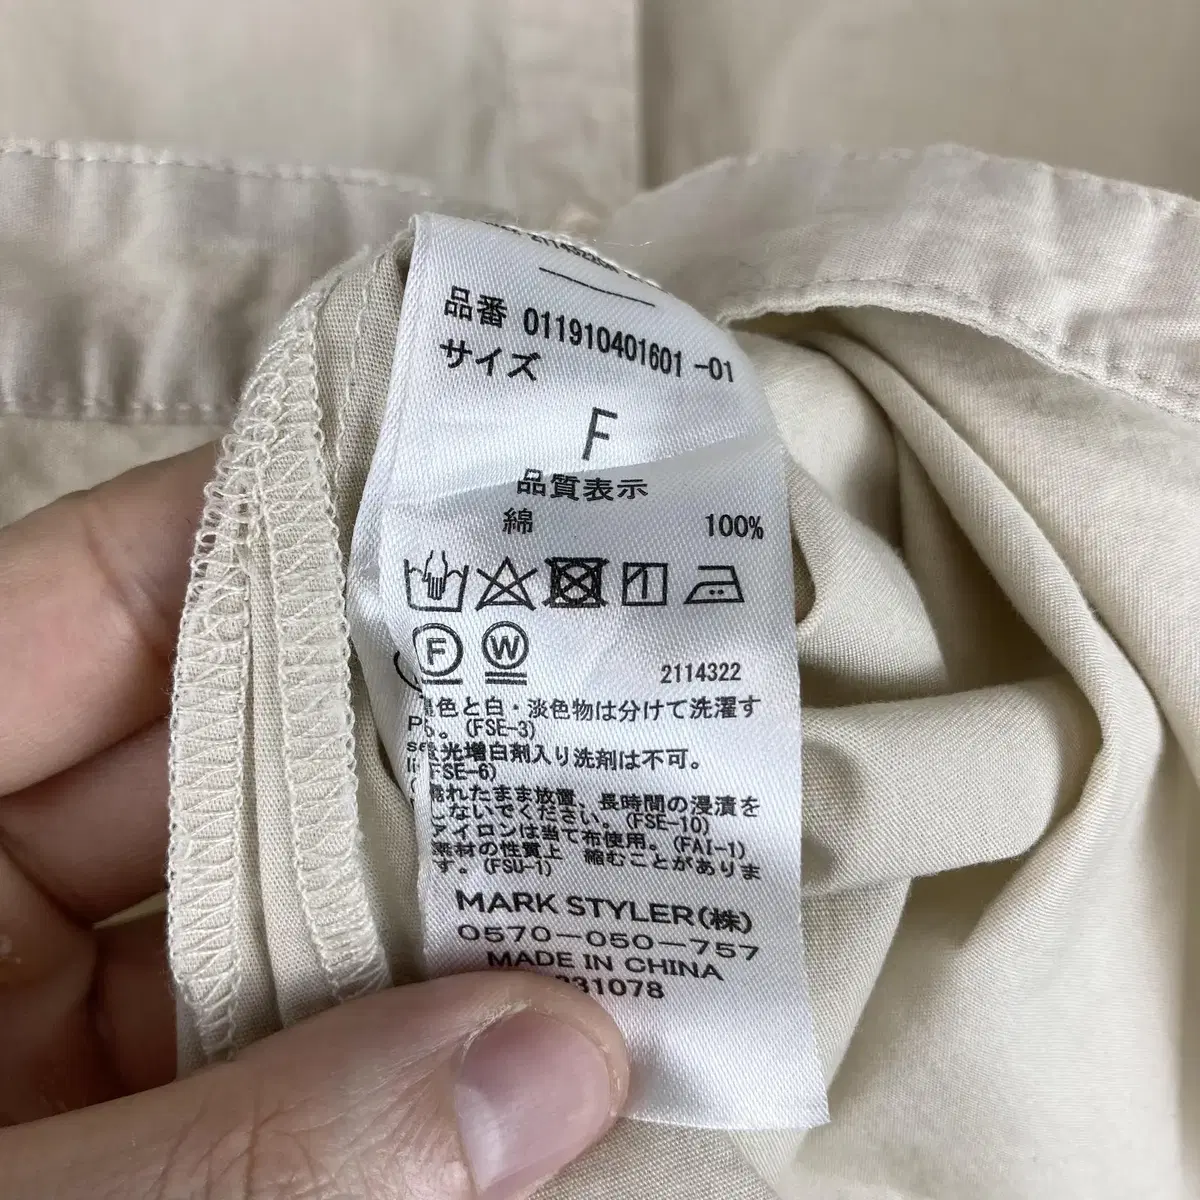 品番 011910401601 -01
サイズ
F
品質表示
綿 100%
F W
2114322
色と白・淡色物は分けて洗濯す
。(FSE-3)
光増白剤入り洗剤は不可。
FSE-6)
れたまま放置、長時間の浸漬を
しないでください。(FSE-10)
アイロンは当て布使用。(FAI-1)
素材の性質上 縮むことがありま
す。(FSU-1)
MARK STYLER(株)
0570-050-757
MADE IN CHINA
31078